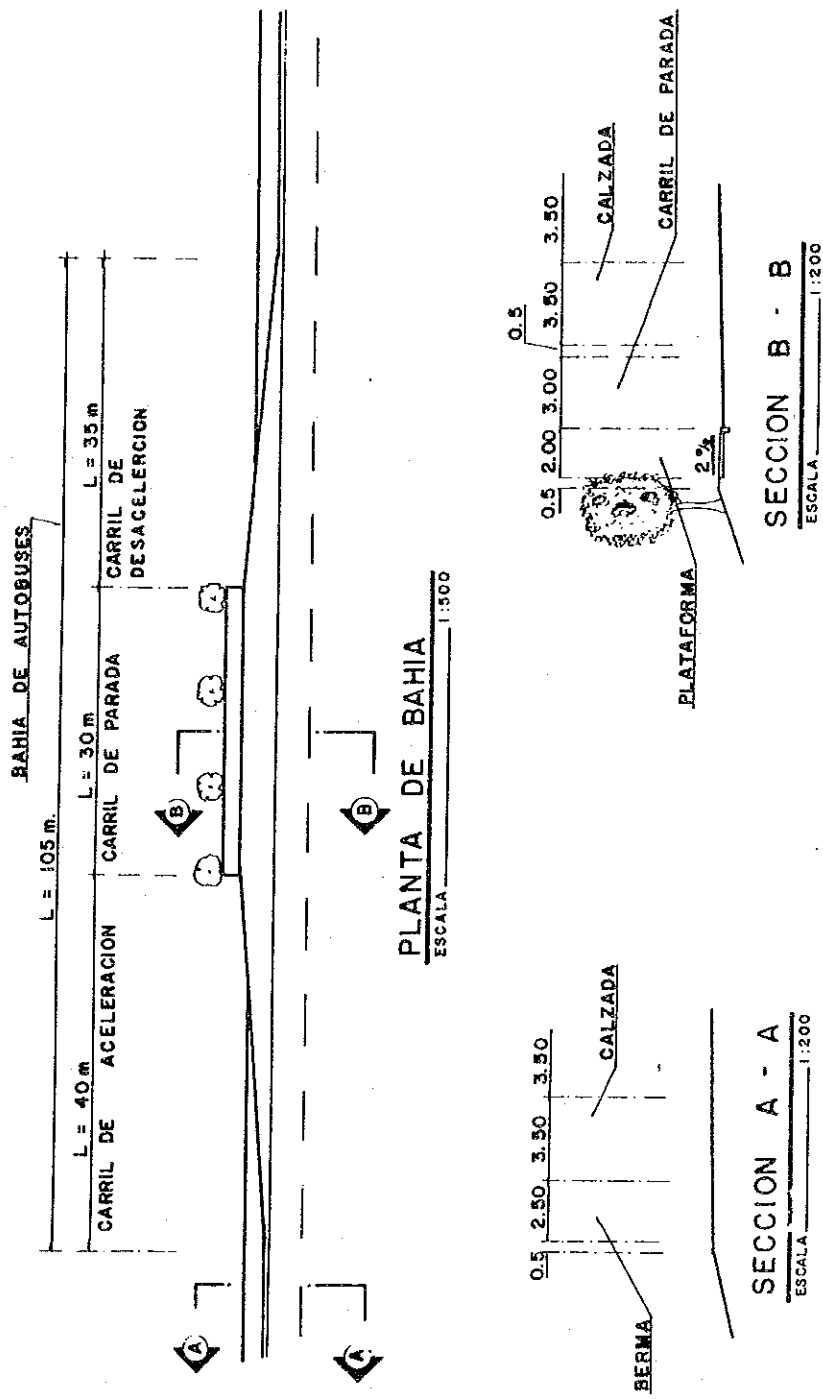 BAHIA DE AUTOBUSES
L = 105 m.
L = 40 m
L = 30 m
L = 35 m
CARRIL DE ACELERACION
CARRIL DE PARADA
CARRIL DE
DESACELERCION
A
A
B
B
PLANTA DE BAHIA
ESCALA 1:500
0.5 2.50 3.50 3.50
BERMA
CALZADA
SECCION A - A
ESCALA 1:200
0.5
0.5 2.00 3.00 3.50 3.50
CALZADA
CARRIL DE PARADA
PLATAFORMA
2 %
SECCION B - B
ESCALA 1:200